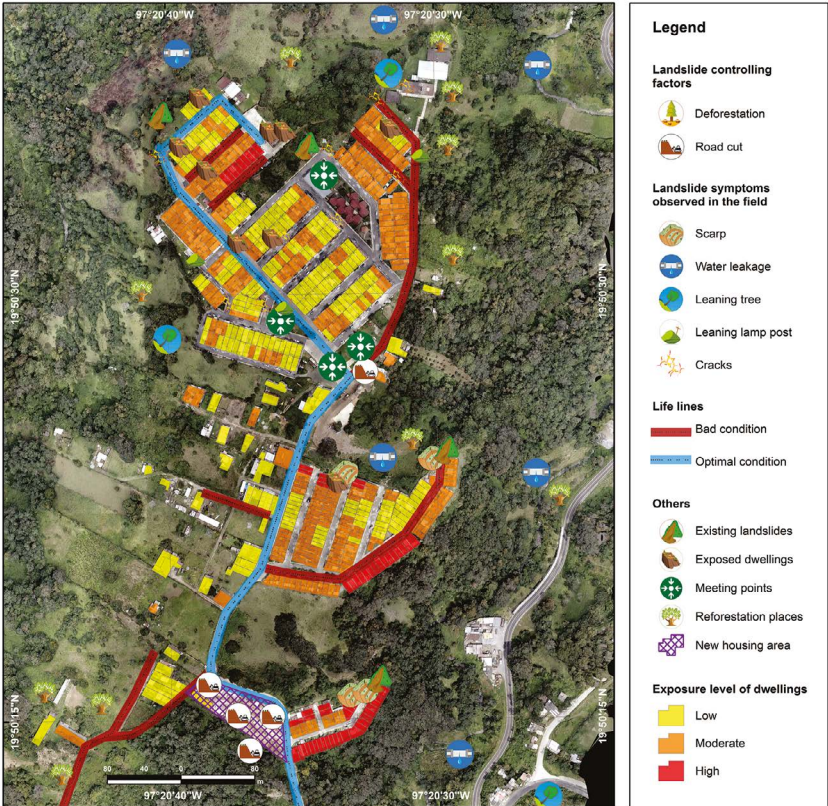 97°20'40"W
97°20'30"W
19°50'30"N
19°50'30"N
19°50'15"N
19°50'15"N
80 40 0 80
m
97°20'40"W
97°20'30"W
Legend
Landslide controlling
factors
Deforestation
Road cut
Landslide symptoms
observed in the field
Scarp
Water leakage
Leaning tree
Leaning lamp post
Cracks
Life lines
Bad condition
Optimal condition
Others
Existing landslides
Exposed dwellings
Meeting points
Reforestation places
New housing area
Exposure level of dwellings
Low
Moderate
High